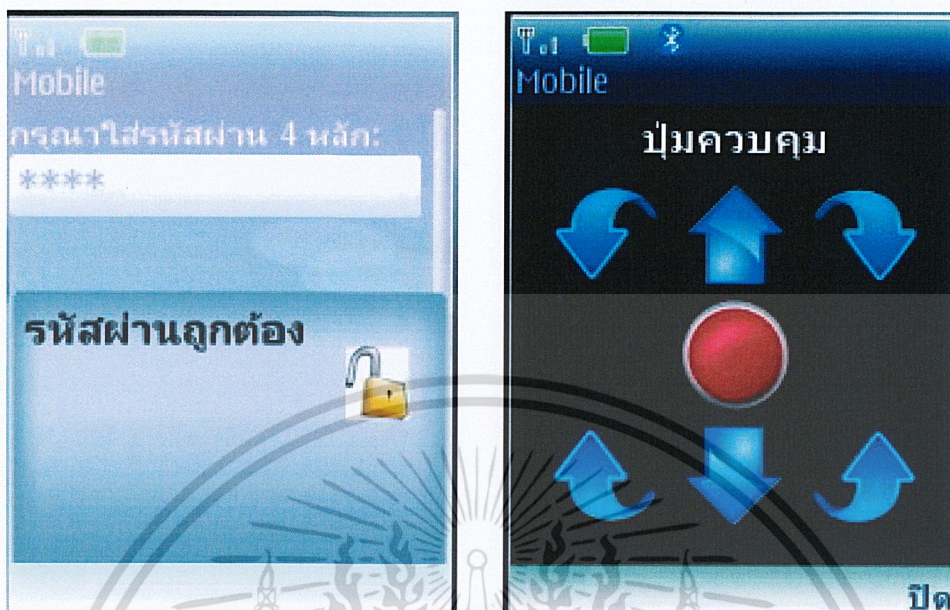 Mobile
กรุณาใส่รหัสผ่าน 4 หลัก:
****
รหัสผ่านถูกต้อง
Mobile
ปุ่มควบคุม
ปิด